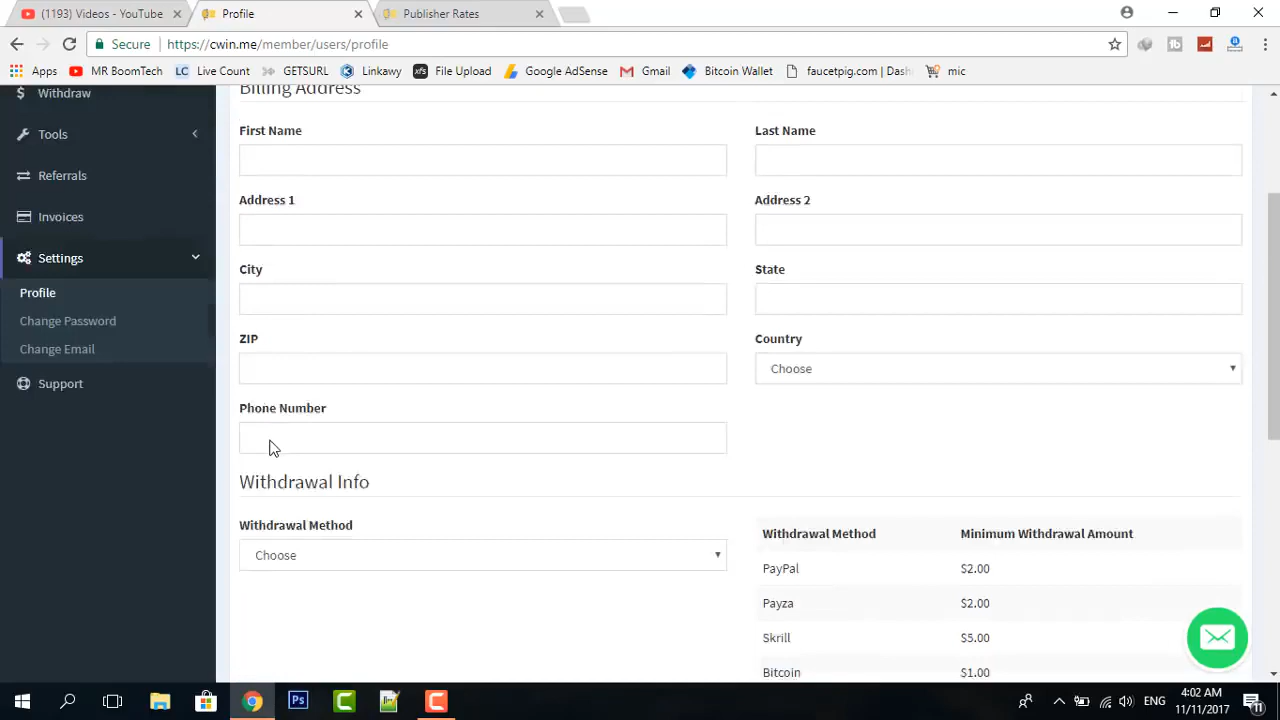 (1193) Videos - YouTube
Profile
Publisher Rates
Secure
https://cwin.me/member/users/profile
Apps
MR BoomTech
LC Live Count
GETSURL
Linkawy
xfs File Upload
Google AdSense
Gmail
Bitcoin Wallet
faucetpig.com | Dash
mic
Withdraw
Tools
Referrals
Invoices
Settings
Profile
Change Password
Change Email
Support
Billing Address
First Name
Last Name
Address 1
Address 2
City
State
ZIP
Country
Choose
Phone Number
Withdrawal Info
Withdrawal Method
Choose
Withdrawal Method Minimum Withdrawal Amount
PayPal $2.00
Payza $2.00
Skrill $5.00
Bitcoin $1.00
ENG
4:02 AM
11/11/2017